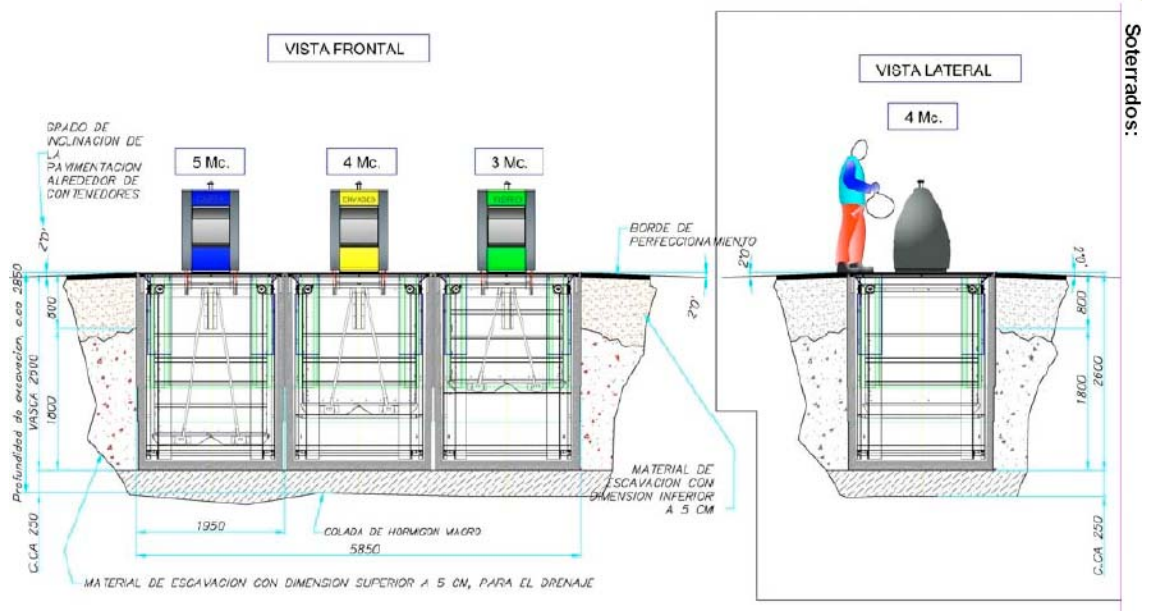 Soterrados:
VISTA FRONTAL
VISTA LATERAL
4 Mc.
GRADO DE
INCLINACION DE
LA
PAVIMENTACION
ALREDEDOR DE
CONTENEDORES
5 Mc.
4 Mc.
3 Mc.
ENVASES
BORDE DE
PERFECCIONAMIENTO
2'0'
2'0'
2'0'
2'0'
Profundidad de excavacion, c.ca 2850
VASCA 2500
800
1800
C.CA 250
800
1800
2600
C.CA 250
MATERIAL DE
ESCAVACION CON
DIMENSION INFERIOR
A 5 CM
1950
COLADA DE HORMIGON MAGRO
5850
MATERIAL DE ESCAVACION CON DIMENSION SUPERIOR A 5 CN, PARA EL DRENAJE